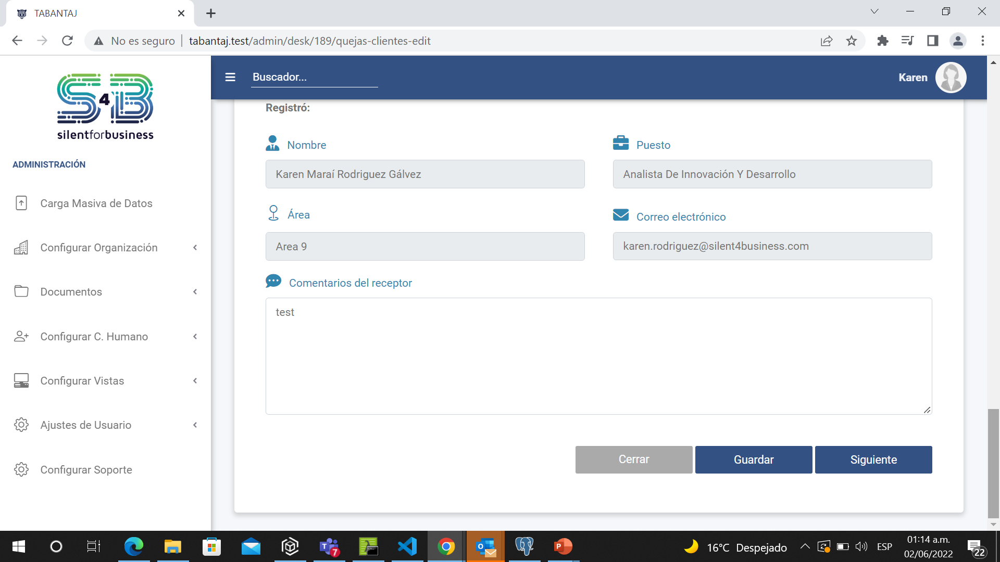 TABANTAJ
No es seguro
tabantaj.test/admin/desk/189/quejas-clientes-edit
S4B
silentforbusiness
Buscador...
Karen
ADMINISTRACIÓN
Carga Masiva de Datos
Configurar Organización
Documentos
Configurar C. Humano
Configurar Vistas
Ajustes de Usuario
Configurar Soporte
Registró:
Nombre
Puesto
Karen Maraí Rodriguez Gálvez
Analista De Innovación Y Desarrollo
Área
Correo electrónico
Area 9
karen.rodriguez@silent4business.com
Comentarios del receptor
test
Cerrar
Guardar
Siguiente
7
16°C Despejado
ESP
01:14 a.m.
02/06/2022
22